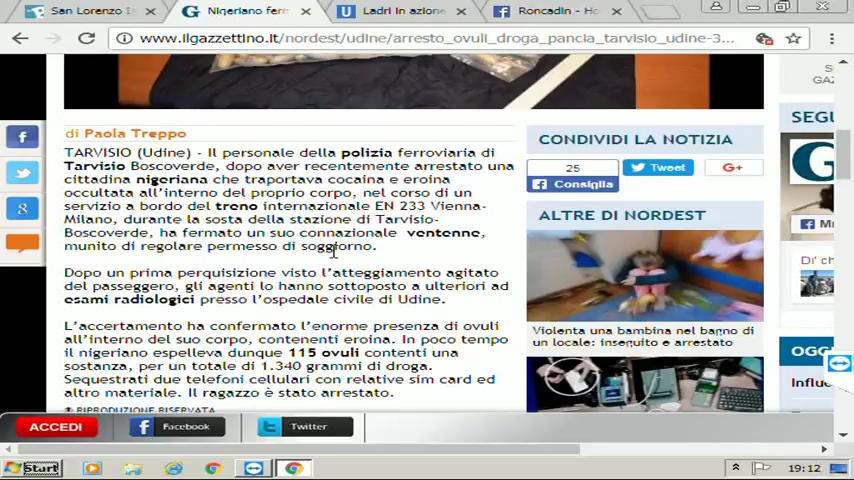 San Lorenzo I
Nigeriano ferm
Ladri in azione
Roncadin - Ho
www.ilgazzettino.it/nordest/udine/arresto_ovuli_droga_pancia_tarvisio_udine-3...
di Paola Treppo
TARVISIO (Udine) - Il personale della polizia ferroviaria di
Tarvisio Boscoverde, dopo aver recentemente arrestato una
cittadina nigeriana che traportava cocaina e eroina
occultata all'interno del proprio corpo, nel corso di un
servizio a bordo del treno internazionale EN 233 Vienna-
Milano, durante la sosta della stazione di Tarvisio-
Boscoverde, ha fermato un suo connazionale ventenne,
munito di regolare permesso di soggiorno.
Dopo un prima perquisizione visto l'atteggiamento agitato
del passeggero, gli agenti lo hanno sottoposto a ulteriori ad
esami radiologici presso l'ospedale civile di Udine.
L'accertamento ha confermato l'enorme presenza di ovuli
all'interno del suo corpo, contenenti eroina. In poco tempo
il nigeriano espelleva dunque 115 ovuli contenti una
sostanza, per un totale di 1.340 grammi di droga.
Sequestrati due telefoni cellulari con relative sim card ed
altro materiale. Il ragazzo è stato arrestato.
RIPRODUZIONE RISERVATA
CONDIVIDI LA NOTIZIA
25
Consiglia
Tweet
G+
ALTRE DI NORDEST
Violenta una bambina nel bagno di
un locale: inseguito e arrestato
S
GAZ
SEGU
G
M
Di' ch
OGG
Influe
ACCEDI
Facebook
Twitter
Start
19:12